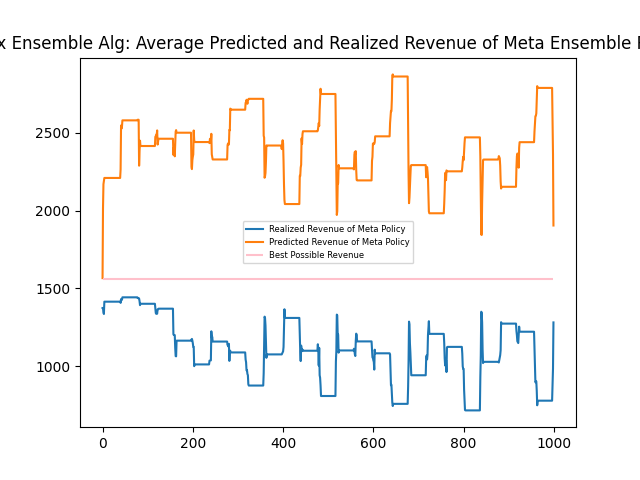 x Ensemble Alg: Average Predicted and Realized Revenue of Meta Ensemble
2500
2000
1500
1000
Realized Revenue of Meta Policy
Predicted Revenue of Meta Policy
Best Possible Revenue
0 200 400 600 800 1000